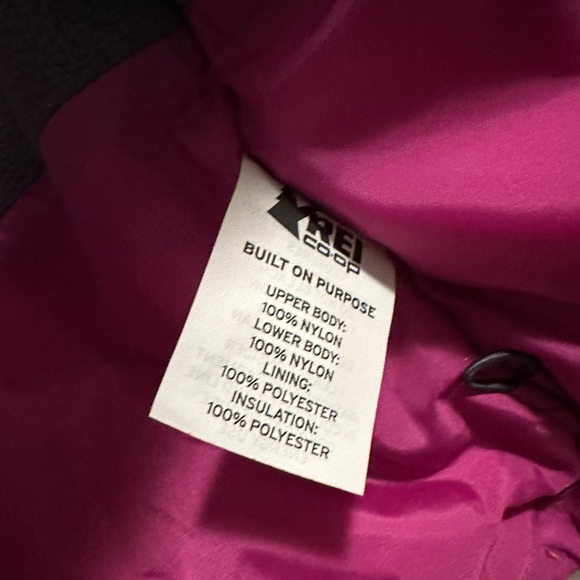 REI
CO·OP
BUILT ON PURPOSE
UPPER BODY:
100% NYLON
LOWER BODY:
100% NYLON
LINING:
100% POLYESTER
INSULATION:
100% POLYESTER